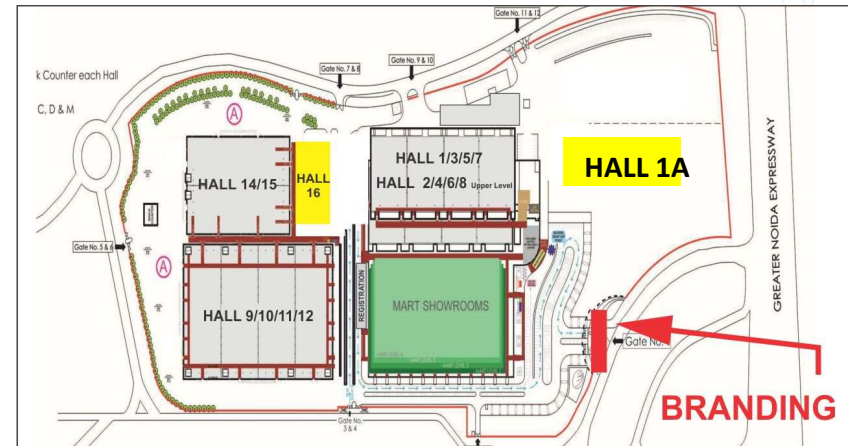 Gate No. 11 & 12
Gate No. 7 & 8
Gate No. 9 & 10
k Counter each Hall
C, D & M
A
HALL 1/3/5/7
HALL 2/4/6/8 Upper Level
HALL 14/15
HALL
16
HALL 1A
GREATER NOIDA EXPRESSWAY
Gate No. 5 & 6
A
REGISTRATION
MART SHOWROOMS
HALL 9/10/11/12
Gate No.
BRANDING
Gate No.
3 & 4